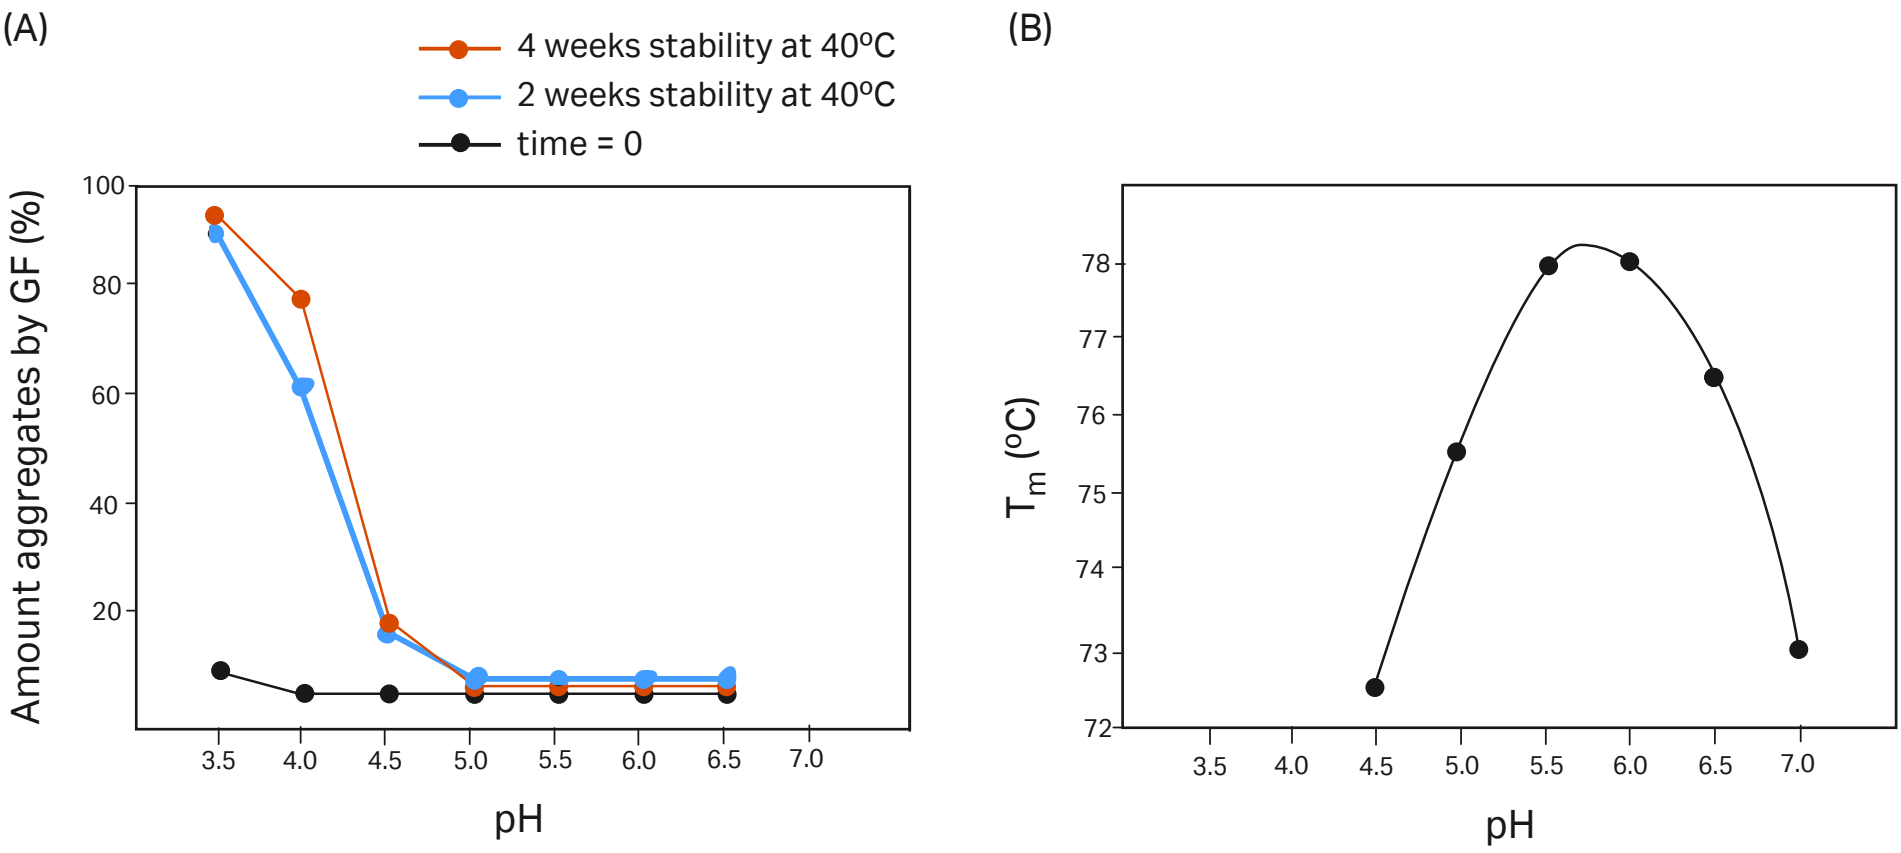 (A)
4 weeks stability at 40ºC
2 weeks stability at 40ºC
time = 0
Amount aggregates by GF (%)
100
80
60
40
20
3.5 4.0 4.5 5.0 5.5 6.0 6.5 7.0
pH
(B)
Tm (ºC)
78
77
76
75
74
73
72
3.5 4.0 4.5 5.0 5.5 6.0 6.5 7.0
pH